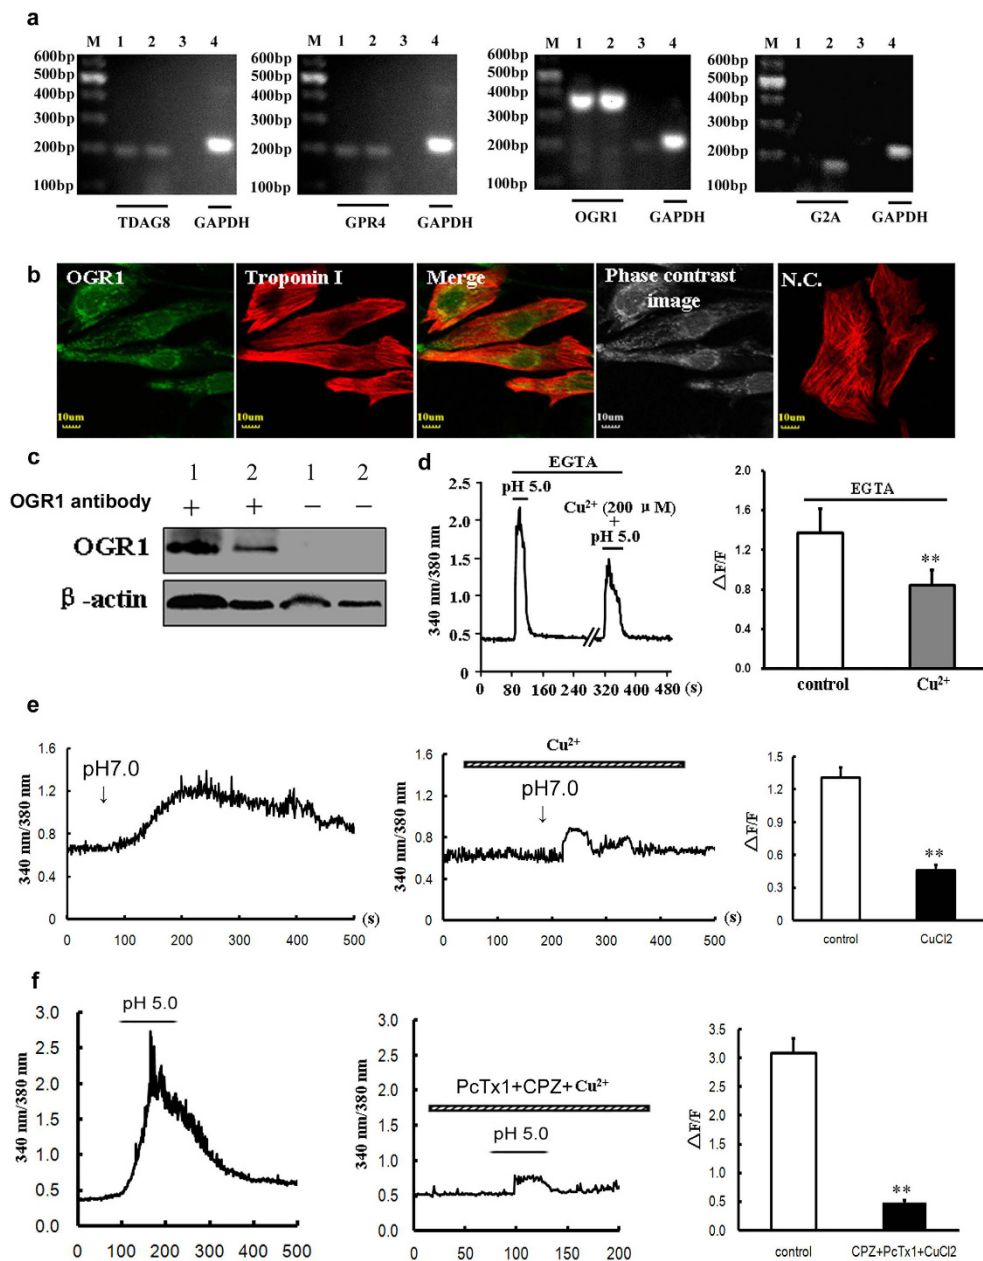 a
M 1 2 3 4
600bp
500bp
400bp
300bp
200bp
100bp
TDAG8 GAPDH
M 1 2 3 4
600bp
500bp
400bp
300bp
200bp
100bp
GPR4 GAPDH
M 1 2 3 4
600bp
500bp
400bp
300bp
200bp
100bp
OGR1 GAPDH
M 1 2 3 4
600bp
500bp
400bp
300bp
200bp
100bp
G2A GAPDH
b
OGR1
10um
Troponin I
10um
Merge
10um
Phase contrast
image
10um
N.C.
10um
c
1 2 1 2
OGR1 antibody + + − −
OGR1
β-actin
d
EGTA
pH 5.0
Cu²⁺ (200 μM)
+
pH 5.0
340 nm/380 nm
2.5
2.0
1.5
1.0
0.5
0
0 80 160 240 320 400 480 (s)
EGTA
**
△F/F
2.0
1.6
1.2
0.8
0.4
0.0
control Cu²⁺
e
pH7.0
↓
340 nm/380 nm
1.6
1.2
0.8
0.4
0
(s)
0 100 200 300 400 500
Cu²⁺
pH7.0
↓
340 nm/380 nm
1.6
1.2
0.8
0.4
0
(s)
0 100 200 300 400 500
**
△F/F
1.5
1.2
0.9
0.6
0.3
0
control CuCl2
f
pH 5.0
340 nm/380 nm
3.0
2.5
2.0
1.5
1.0
0.5
0.0
0 100 200 300 400 500
PcTx1+CPZ+Cu²⁺
pH 5.0
340 nm/380 nm
3.0
2.5
2.0
1.5
1.0
0.5
0.0
0 50 100 150 200
**
△F/F
3.5
3.0
2.5
2.0
1.5
1.0
0.5
0.0
control CPZ+PcTx1+CuCl2